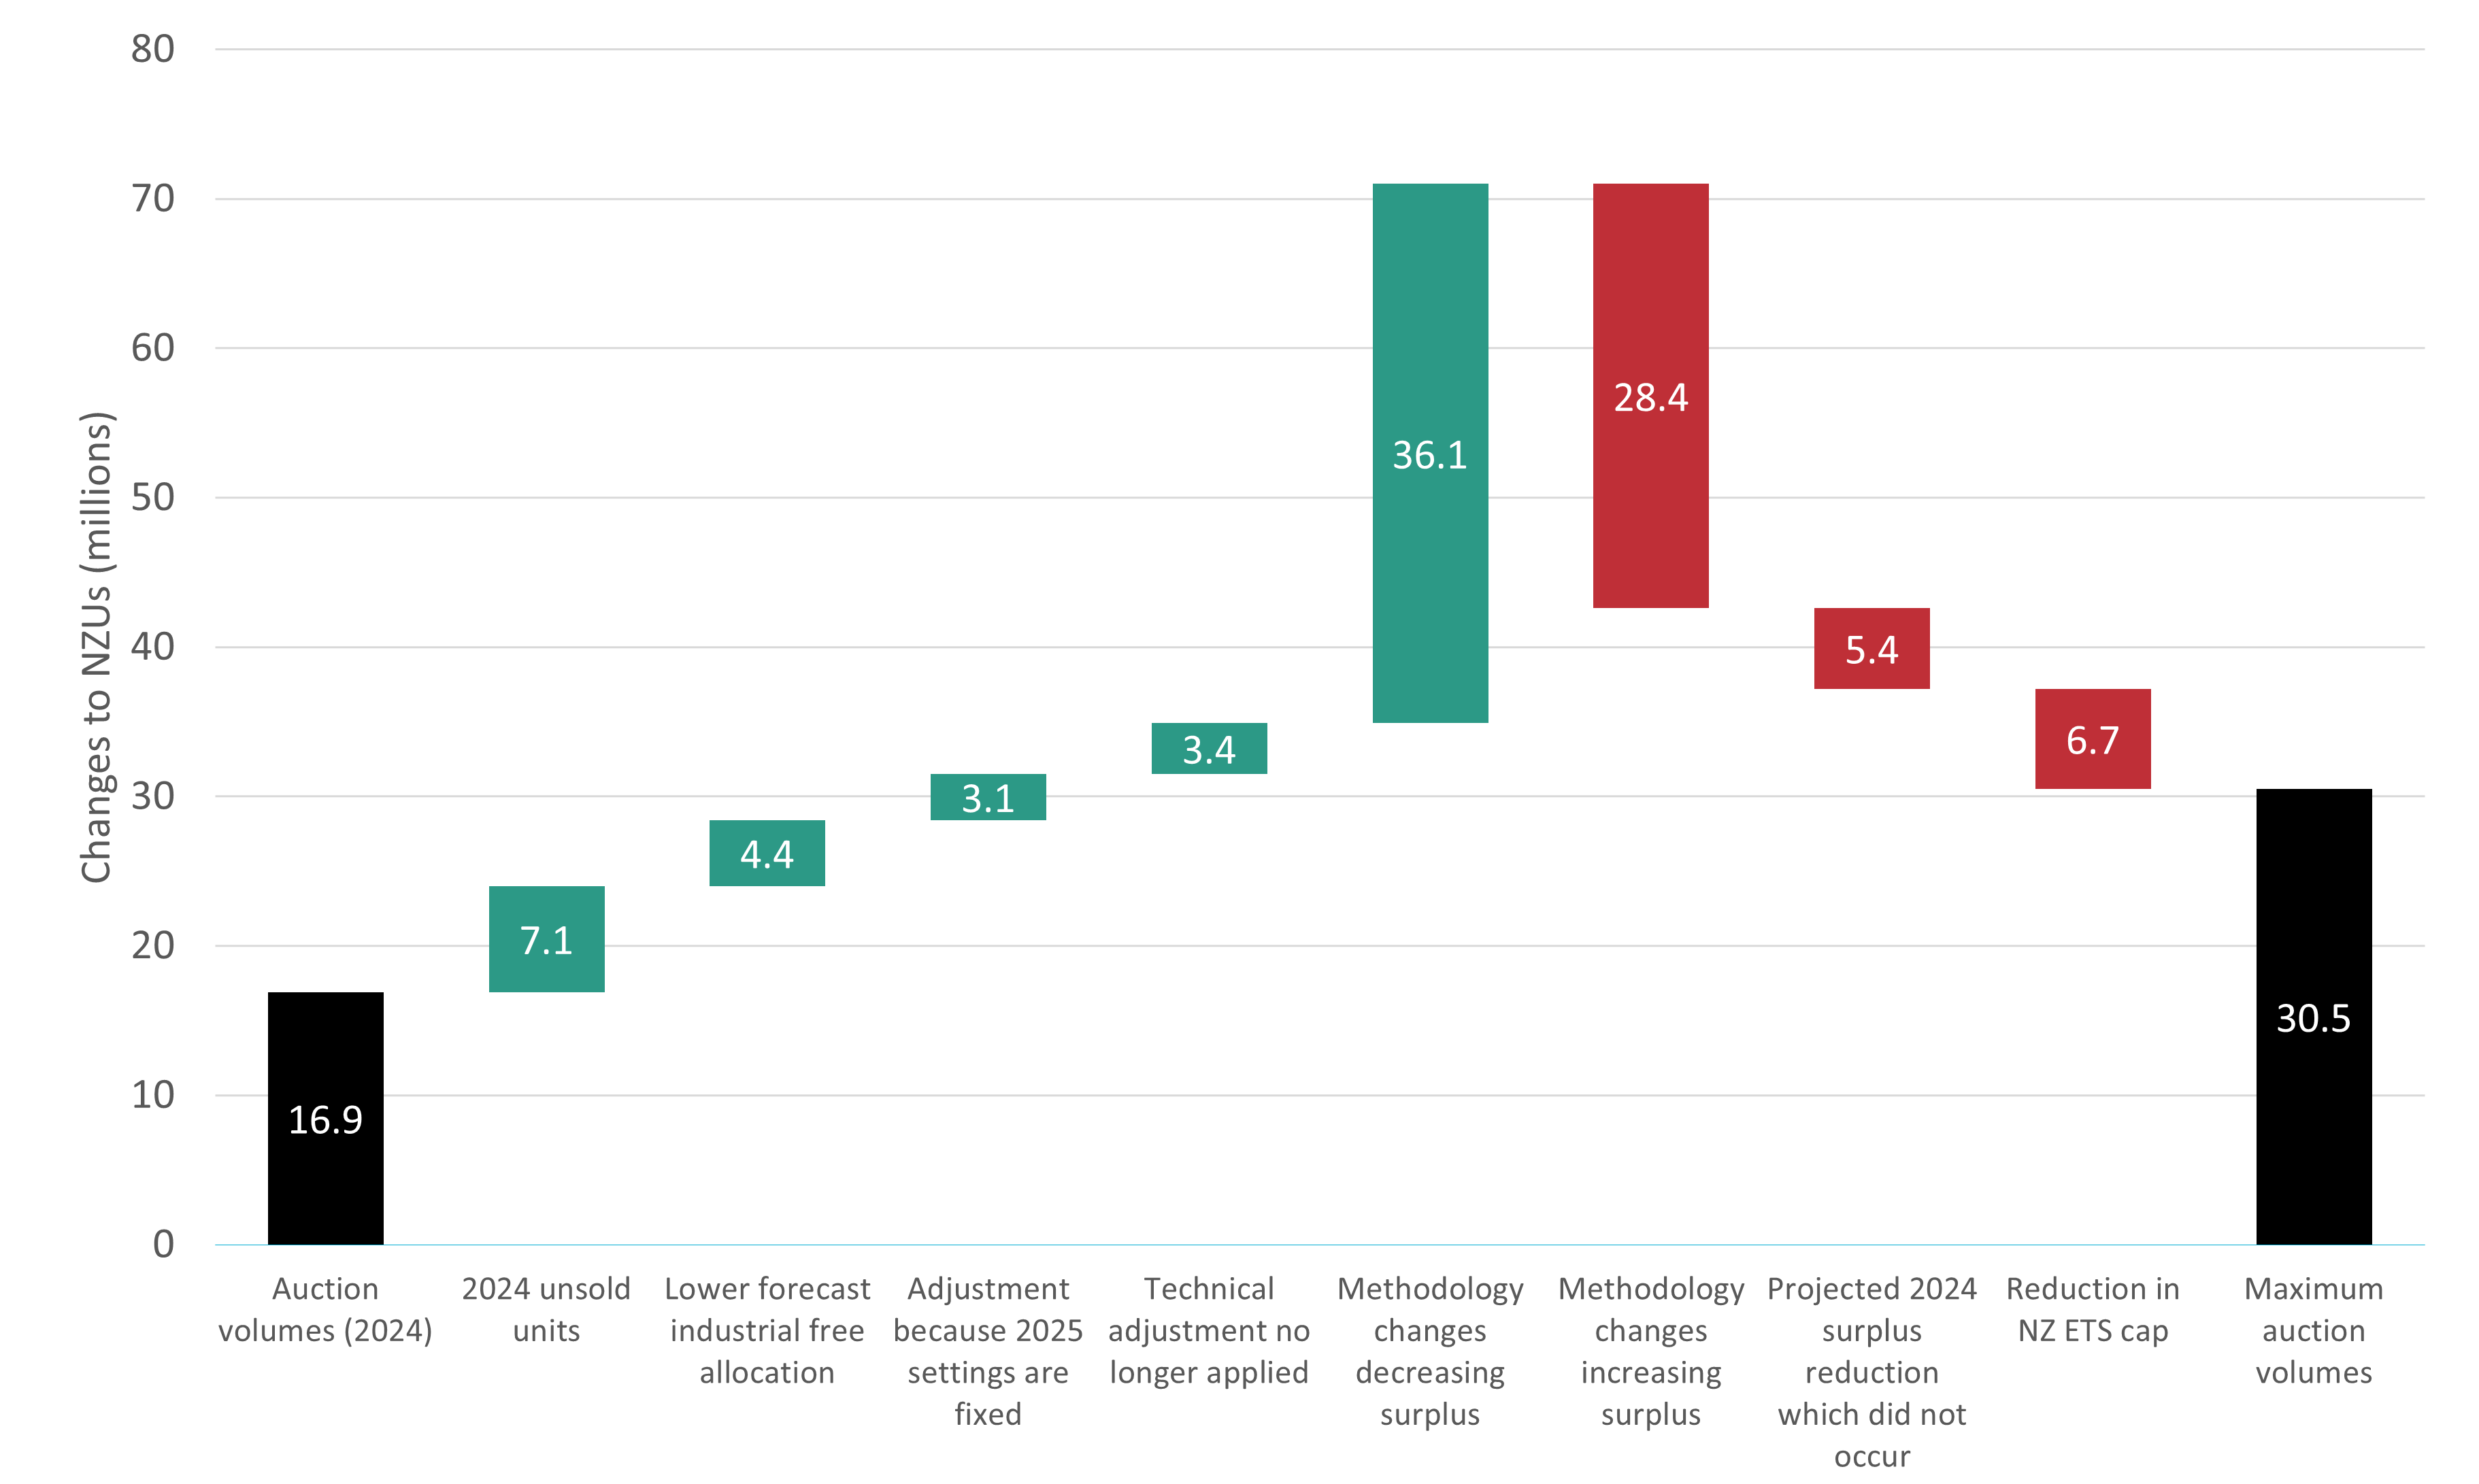 80
70
60
50
40
30
20
10
0
Changes to NZUs (millions)
16.9
7.1
4.4
3.1
3.4
36.1
28.4
5.4
6.7
30.5
Auction
volumes (2024)
2024 unsold
units
Lower forecast
industrial free
allocation
Adjustment
because 2025
settings are
fixed
Technical
adjustment no
longer applied
Methodology
changes
decreasing
surplus
Methodology
changes
increasing
surplus
Projected 2024
surplus
reduction
which did not
occur
Reduction in
NZ ETS cap
Maximum
auction
volumes